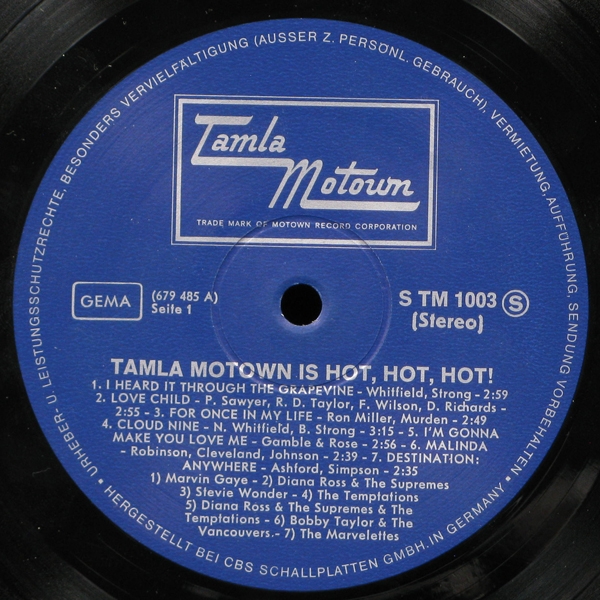 URHEBER- U LEISTUNGSSCHUTZRECHTE, BESONDERS VERVIELFÄLTIGUNG (AUSSER Z. PERSÖNL. GEBRAUCH), VERMIETUNG, AUFFÜHRUNG, SENDUNG VORBEHALTEN
Tamla
Motown
TRADE MARK OF MOTOWN RECORD CORPORATION
GEMA
(679 485 A)
Seite 1
S TM 1003 S
(Stereo)
TAMLA MOTOWN IS HOT, HOT, HOT!
1. I HEARD IT THROUGH THE GRAPEVINE - Whitfield, Strong - 2:59
2. LOVE CHILD - P. Sawyer, R. D. Taylor, F. Wilson, D. Richards -
2:55 - 3. FOR ONCE IN MY LIFE - Ron Miller, Murden - 2:49
4. CLOUD NINE - N. Whitfield, B. Strong - 3:15 - 5. I'M GONNA
MAKE YOU LOVE ME - Gamble & Rose - 2:56 - 6. MALINDA
- Robinson, Cleveland, Johnson - 2:39 - 7. DESTINATION:
ANYWHERE - Ashford, Simpson - 2:35
1) Marvin Gaye - 2) Diana Ross & The Supremes
3) Stevie Wonder - 4) The Temptations
5) Diana Ross & The Supremes & The
Temptations - 6) Bobby Taylor & The
Vancouvers.- 7) The Marvelettes
• HERGESTELLT BEI CBS SCHALLPLATTEN GMBH. IN GERMANY •